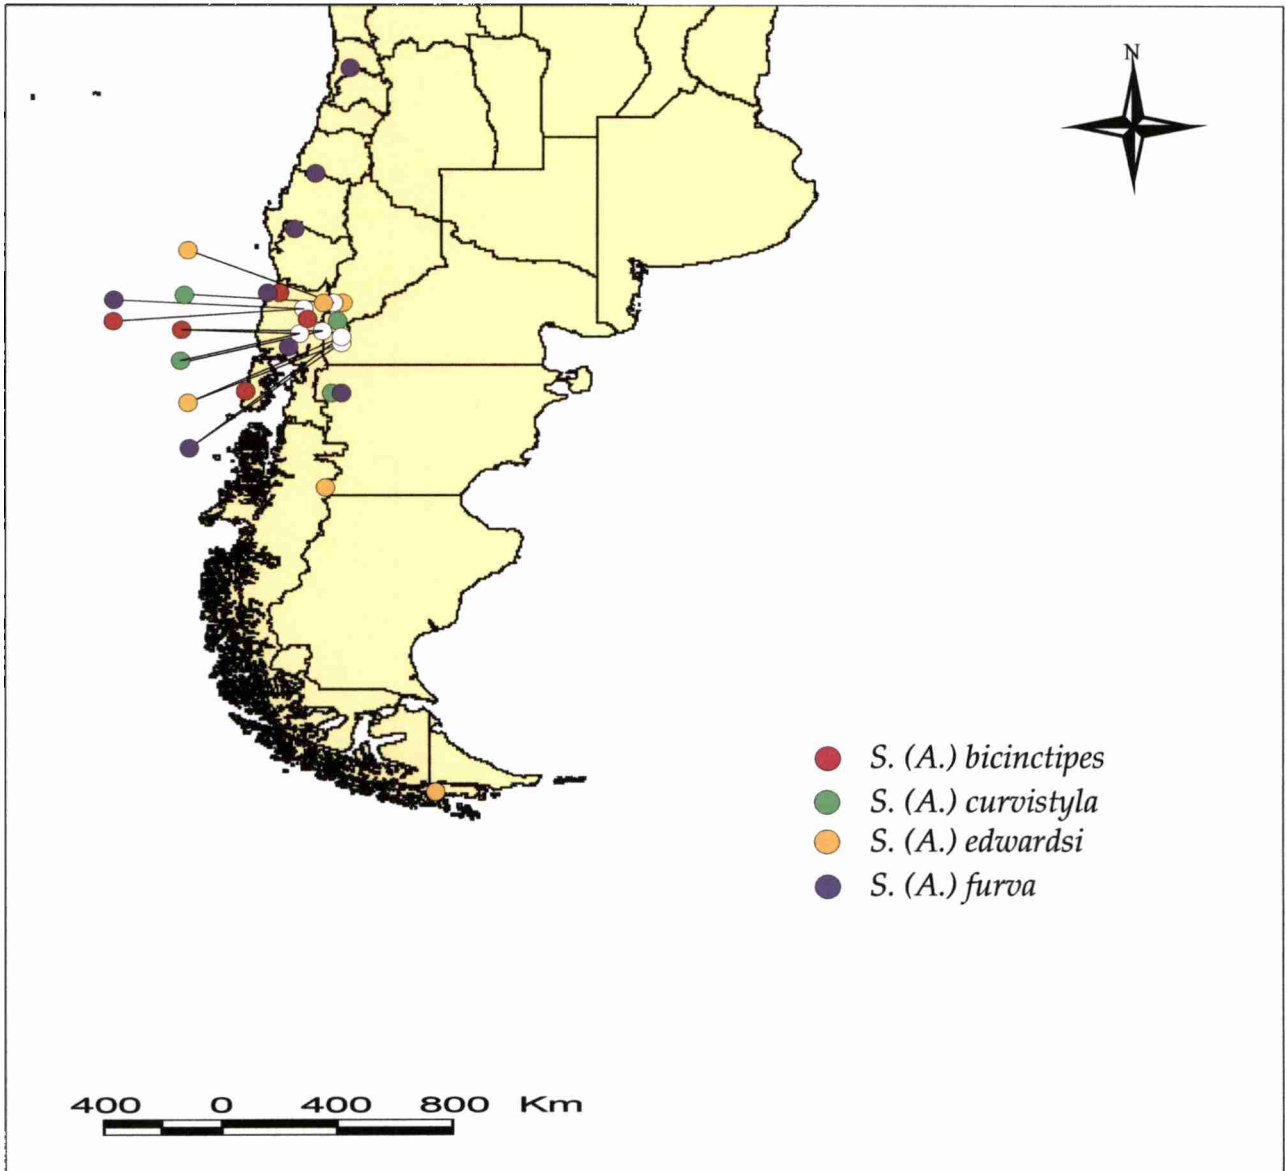 N
S. (A.) bicinctipes
S. (A.) curvistyla
S. (A.) edwardsi
S. (A.) furva
400 0 400 800 Km